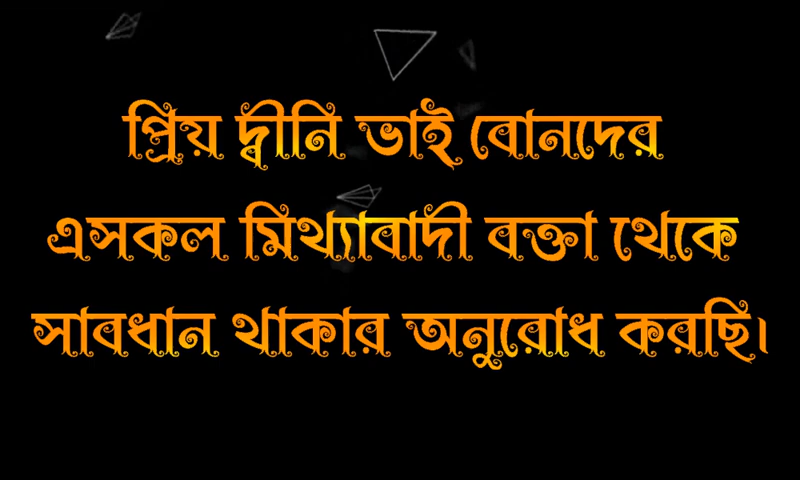 প্রিয় দ্বীনি ভাই বোনদের
এসকল মিথ্যাবাদী বক্তা থেকে
সাবধান থাকার অনুরোধ করছি।